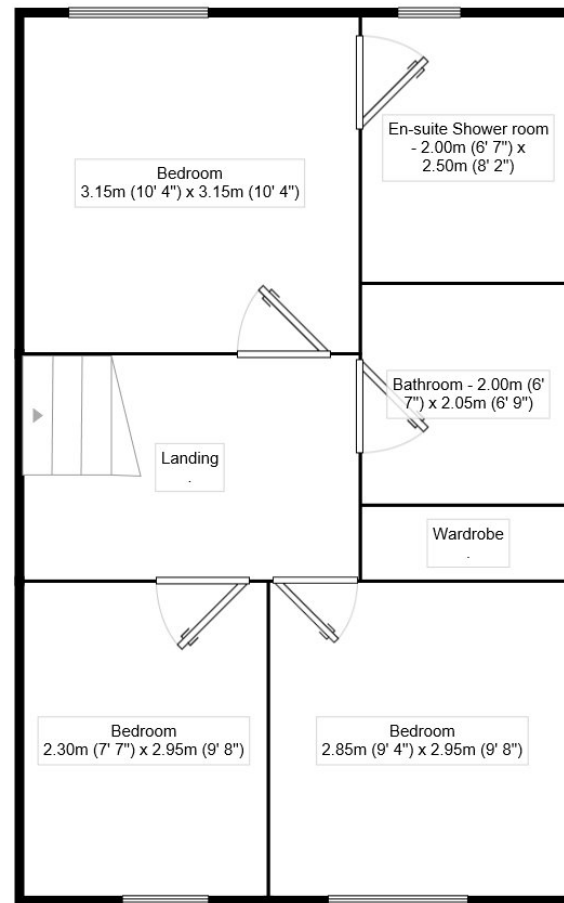 Bedroom
3.15m (10' 4") x 3.15m (10' 4")
En-suite Shower room
- 2.00m (6' 7") x
2.50m (8' 2")
Bathroom - 2.00m (6'
7") x 2.05m (6' 9")
Landing
.
Wardrobe
.
Bedroom
2.30m (7' 7") x 2.95m (9' 8")
Bedroom
2.85m (9' 4") x 2.95m (9' 8")